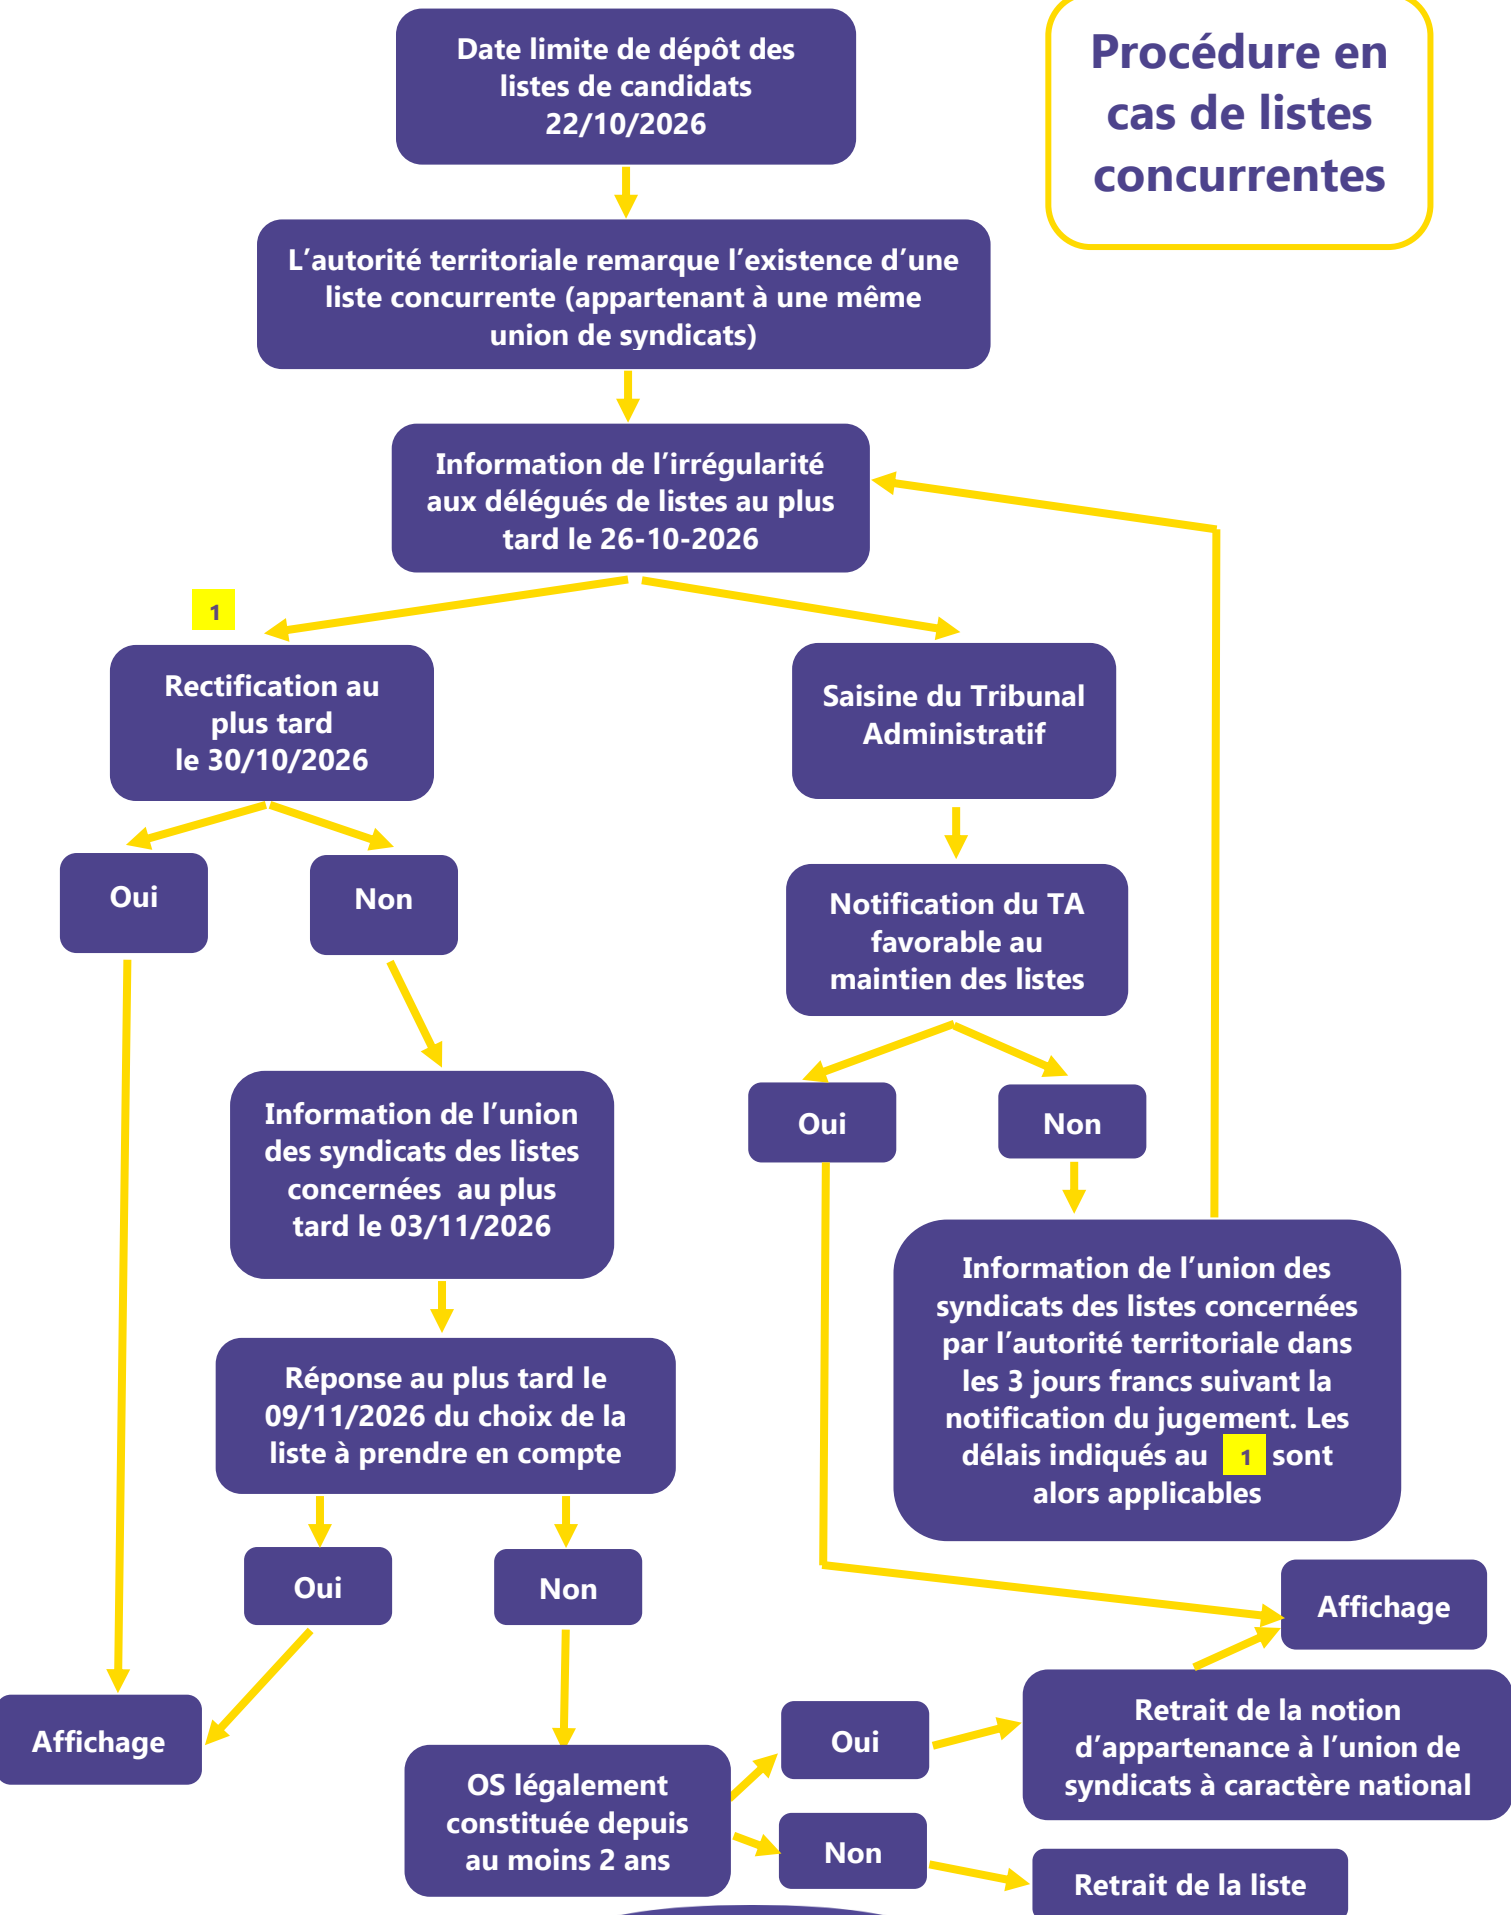 Procédure en
cas de listes
concurrentes
Date limite de dépôt des
listes de candidats
22/10/2026
L’autorité territoriale remarque l’existence d’une
liste concurrente (appartenant à une même
union de syndicats)
Information de l’irrégularité
aux délégués de listes au plus
tard le 26-10-2026
1
Rectification au
plus tard
le 30/10/2026
Saisine du Tribunal
Administratif
Oui
Non
Notification du TA
favorable au
maintien des listes
Oui
Non
Information de l’union
des syndicats des listes
concernées  au plus
tard le 03/11/2026
Information de l’union des
syndicats des listes concernées
par l’autorité territoriale dans
les 3 jours francs suivant la
notification du jugement. Les
délais indiqués au 1 sont
alors applicables
Réponse au plus tard le
09/11/2026 du choix de la
liste à prendre en compte
Oui
Non
Affichage
Affichage
OS légalement
constituée depuis
au moins 2 ans
Oui
Retrait de la notion
d’appartenance à l’union de
syndicats à caractère national
Non
Retrait de la liste